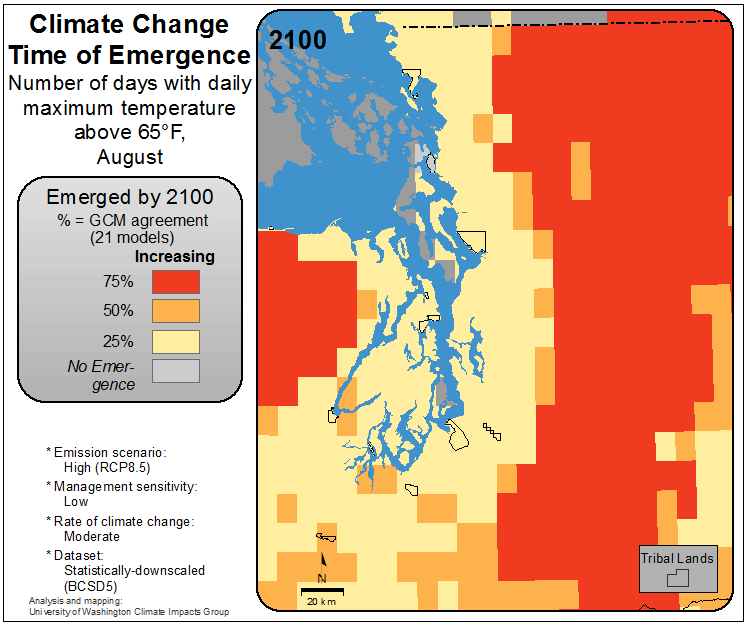 Climate Change
Time of Emergence
Number of days with daily
maximum temperature
above 65°F,
August
Emerged by 2100
% = GCM agreement
(21 models)
Increasing
75%
50%
25%
No Emer-
gence
* Emission scenario:
High (RCP8.5)
* Management sensitivity:
Low
* Rate of climate change:
Moderate
* Dataset:
Statistically-downscaled
(BCSD5)
Analysis and mapping:
University of Washington Climate Impacts Group
2100
N
20 km
Tribal Lands